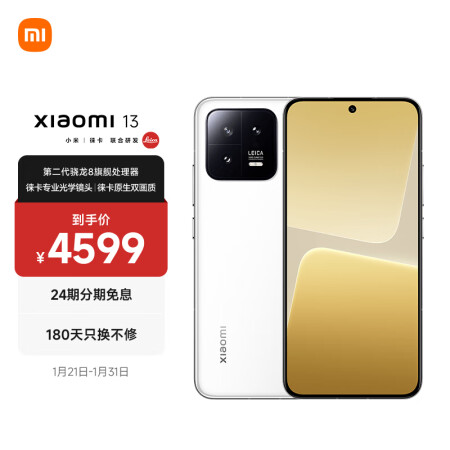 mi
xiaomi 13
小米 | 徕卡 联合研发 Leica
第二代骁龙8旗舰处理器
徕卡专业光学镜头|徕卡原生双画质
到手价
¥4599
24期分期免息
180天只换不修
1月21日-1月31日
LEICA
xiaomi